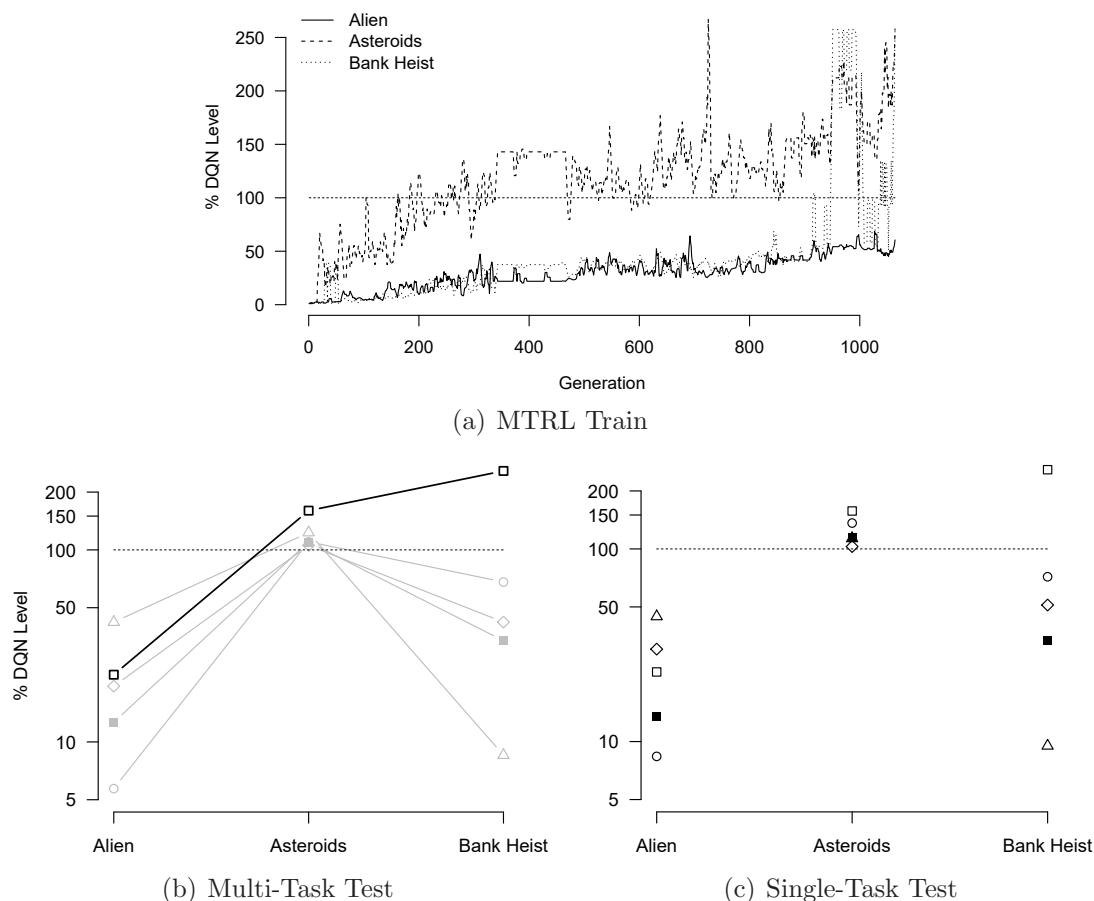 Alien
Asteroids
Bank Heist
250
200
150
100
50
0
% DQN Level
0 200 400 600 800 1000
Generation
(a) MTRL Train
200
150
100
50
10
5
% DQN Level
Alien Asteroids Bank Heist
(b) Multi-Task Test
200
150
100
50
10
5
Alien Asteroids Bank Heist
(c) Single-Task Test